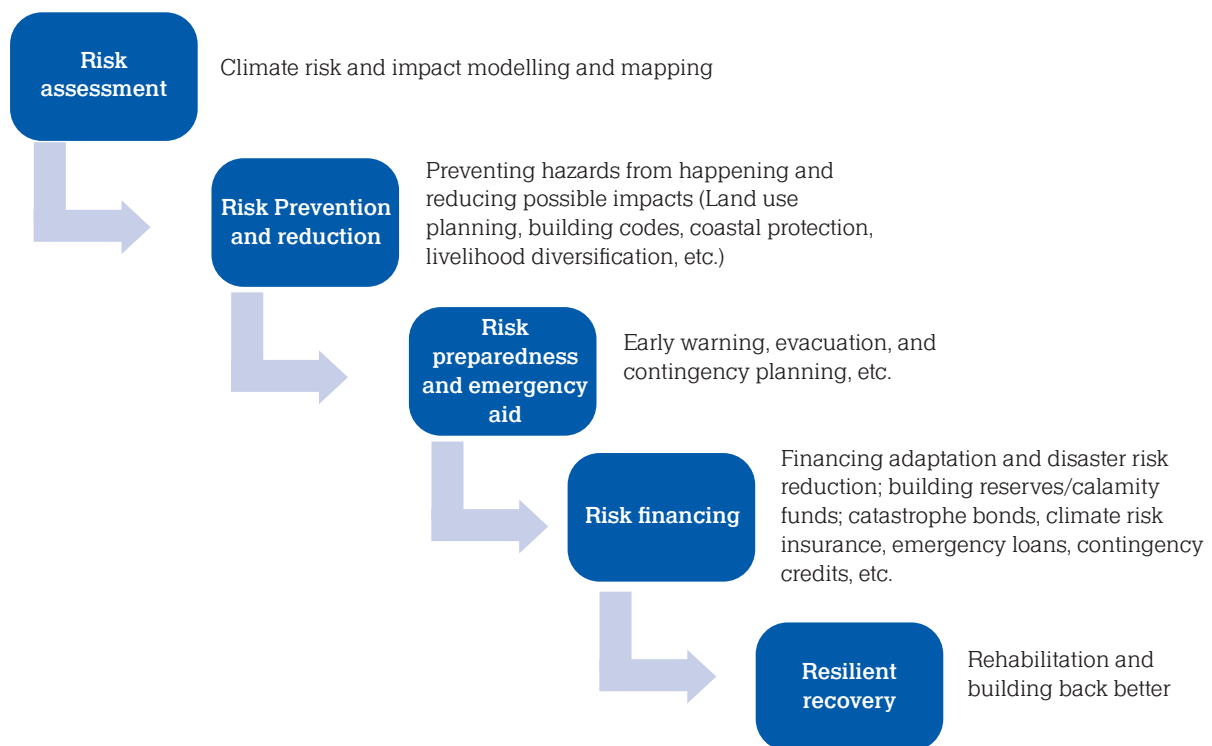 Risk
assessment
Climate risk and impact modelling and mapping
Risk Prevention
and reduction
Preventing hazards from happening and
reducing possible impacts (Land use
planning, building codes, coastal protection,
livelihood diversification, etc.)
Risk
preparedness
and emergency
aid
Early warning, evacuation, and
contingency planning, etc.
Risk financing
Financing adaptation and disaster risk
reduction; building reserves/calamity
funds; catastrophe bonds, climate risk
insurance, emergency loans, contingency
credits, etc.
Resilient
recovery
Rehabilitation and
building back better